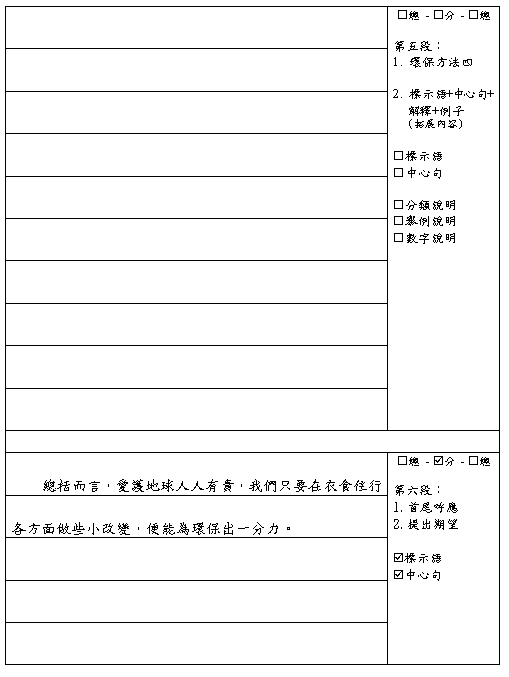 □總 - □分 - □總
第五段：
1. 環保方法四
2. 標示語+中心句+
解釋+例子
(拓展內容)
□標示語
□中心句
□分類說明
□舉例說明
□數字說明
□總 - ☑分 - □總
總括而言，愛護地球人人有責，我們只要在衣食住行
各方面做些小改變，便能為環保出一分力。
第六段：
1. 首尾呼應
2. 提出期望
☑標示語
☑中心句